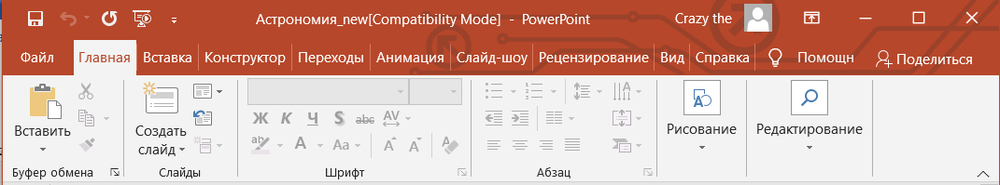 Астрономия_new[Compatibility Mode] - PowerPoint
Crazy the
Файл Главная Вставка Конструктор Переходы Анимация Слайд-шоу Рецензирование Вид Справка Помощн Поделиться
Вставить
Создать слайд
Ж К Ч S abc AV
A Aa A A
Рисование
Редактирование
Буфер обмена
Слайды
Шрифт
Абзац